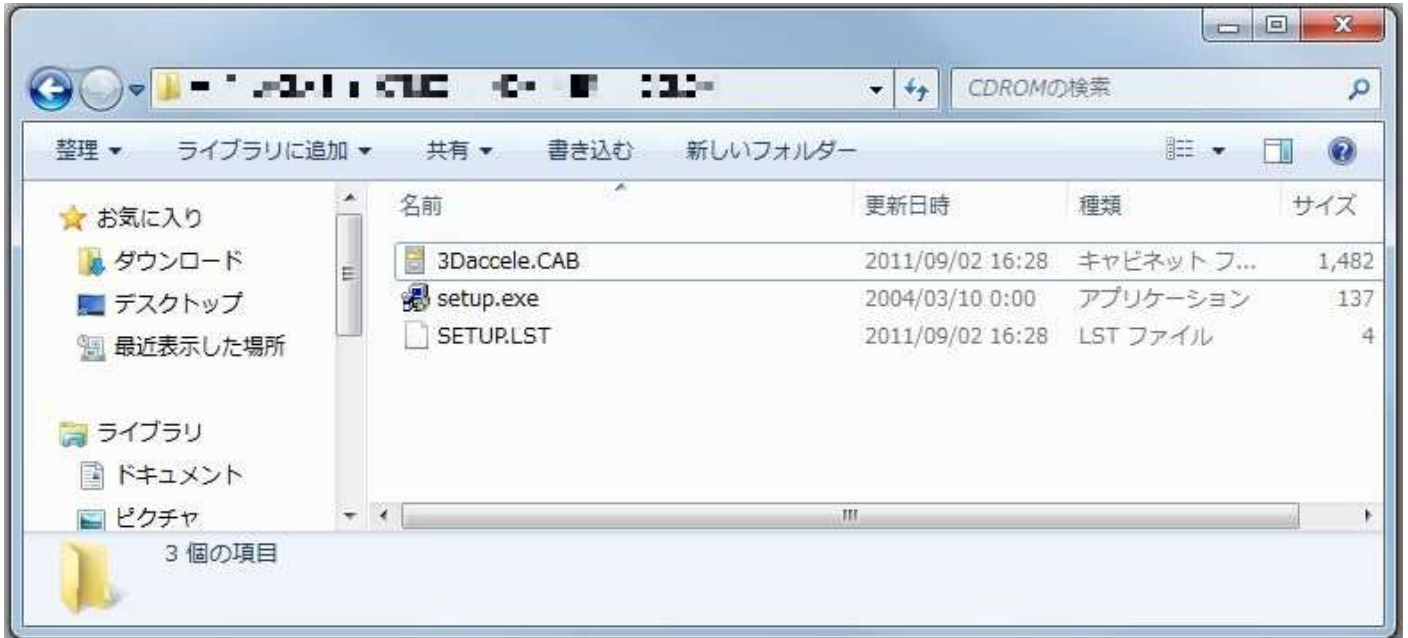 CDROMの検索
整理 ライブラリに追加 共有 書き込む 新しいフォルダー
名前 更新日時 種類 サイズ
お気に入り
ダウンロード
デスクトップ
最近表示した場所
ライブラリ
ドキュメント
ピクチャ
3Daccele.CAB 2011/09/02 16:28 キャビネット フ... 1,482
setup.exe 2004/03/10 0:00 アプリケーション 137
SETUP.LST 2011/09/02 16:28 LST ファイル 4
3 個の項目